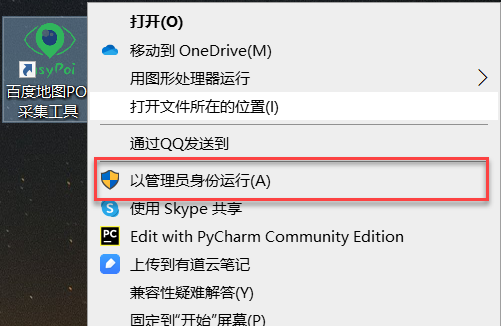 syPoi
百度地图PO
采集工具
打开(O)
移动到 OneDrive(M)
用图形处理器运行
打开文件所在的位置(I)
通过QQ发送到
以管理员身份运行(A)
使用 Skype 共享
Edit with PyCharm Community Edition
上传到有道云笔记
兼容性疑难解答(Y)
固定到"开始"屏幕(P)